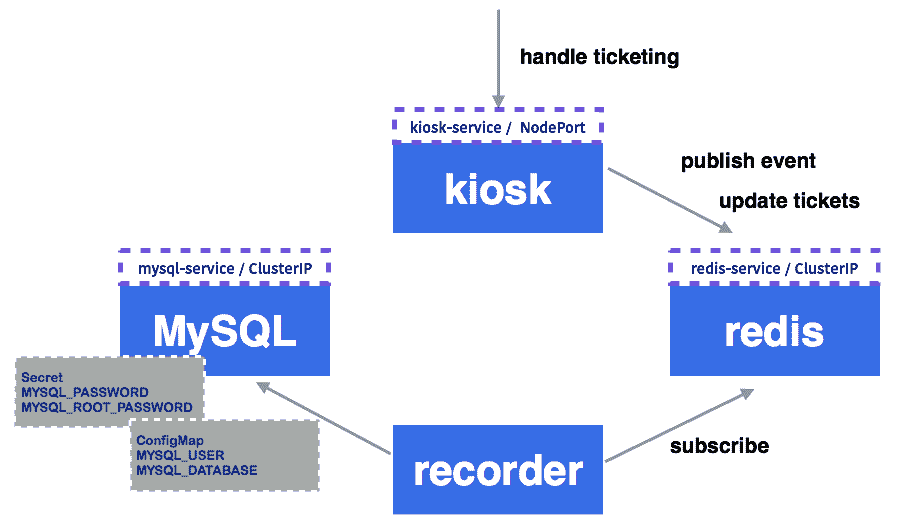 handle ticketing
kiosk-service / NodePort
kiosk
publish event
update tickets
mysql-service / ClusterIP
MySQL
redis-service / ClusterIP
redis
Secret
MYSQL_PASSWORD
MYSQL_ROOT_PASSWORD
ConfigMap
MYSQL_USER
MYSQL_DATABASE
recorder
subscribe